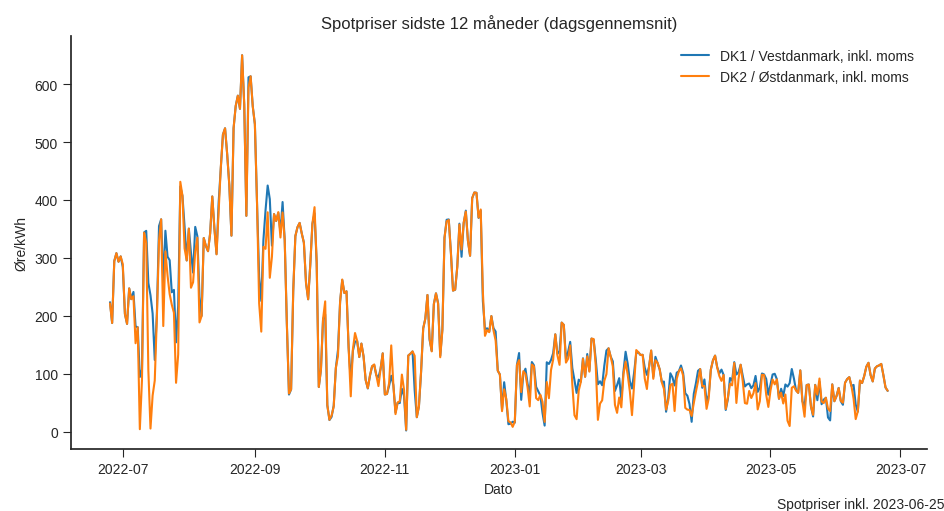 Spotpriser sidste 12 måneder (dagsgennemsnit)
DK1 / Vestdanmark, inkl. moms
DK2 / Østdanmark, inkl. moms
Øre/kWh
600
500
400
300
200
100
0
2022-07
2022-09
2022-11
2023-01
2023-03
2023-05
2023-07
Dato
Spotpriser inkl. 2023-06-25